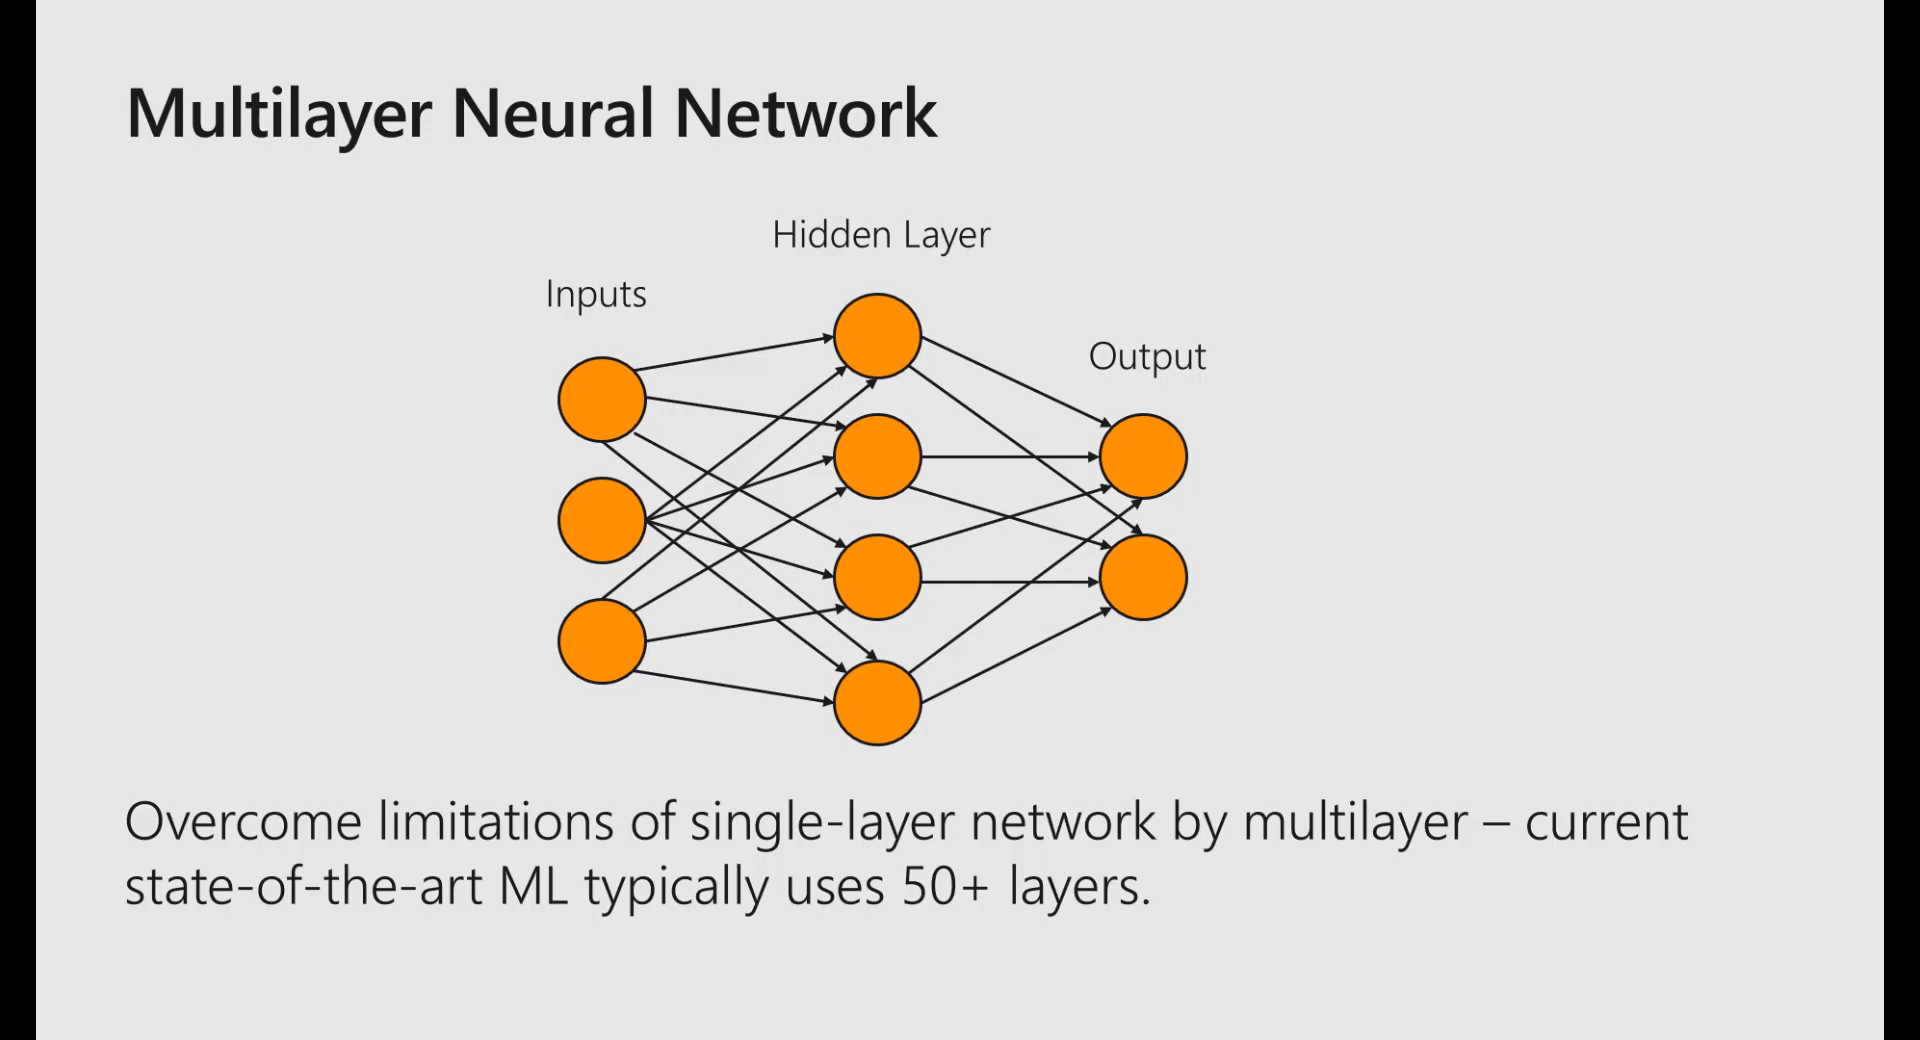 Multilayer Neural Network
Hidden Layer
Inputs
Output
Overcome limitations of single-layer network by multilayer – current
state-of-the-art ML typically uses 50+ layers.